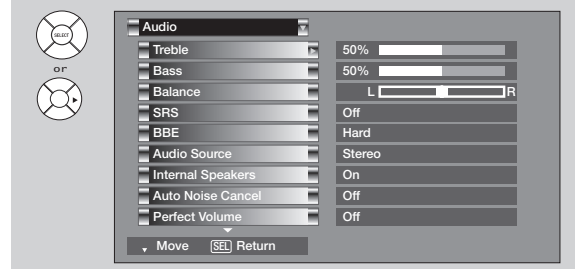 SELECT
or
Audio
Treble 50%
Bass 50%
Balance L R
SRS Off
BBE Hard
Audio Source Stereo
Internal Speakers On
Auto Noise Cancel Off
Perfect Volume Off
Move SEL Return